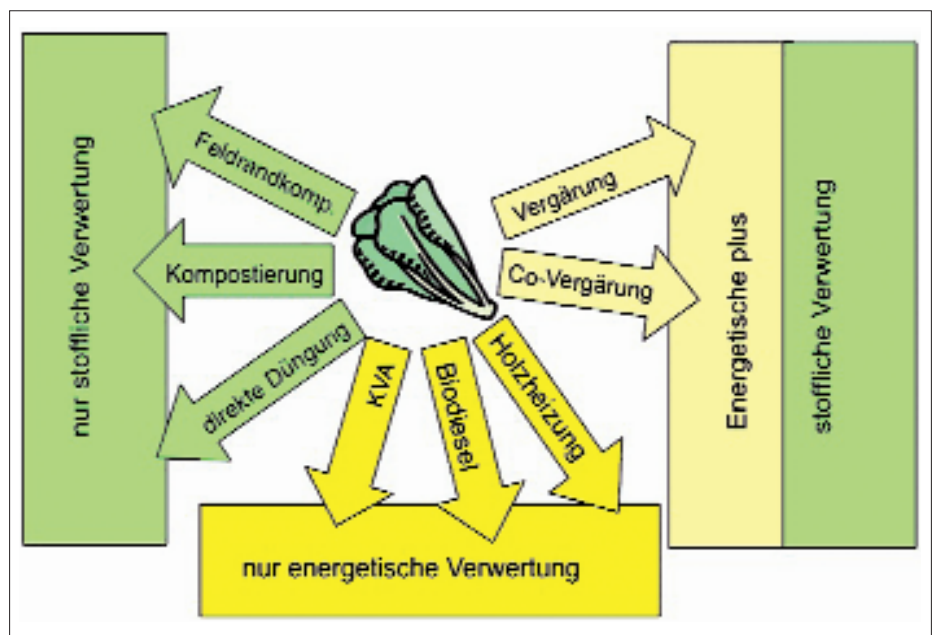 nur stoffliche Verwertung
Feldrandkomp.
Kompostierung
direkte Düngung
KVA
Biodiesel
Holzheizung
nur energetische Verwertung
Vergärung
Co-Vergärung
Energetische plus
stoffliche Verwertung